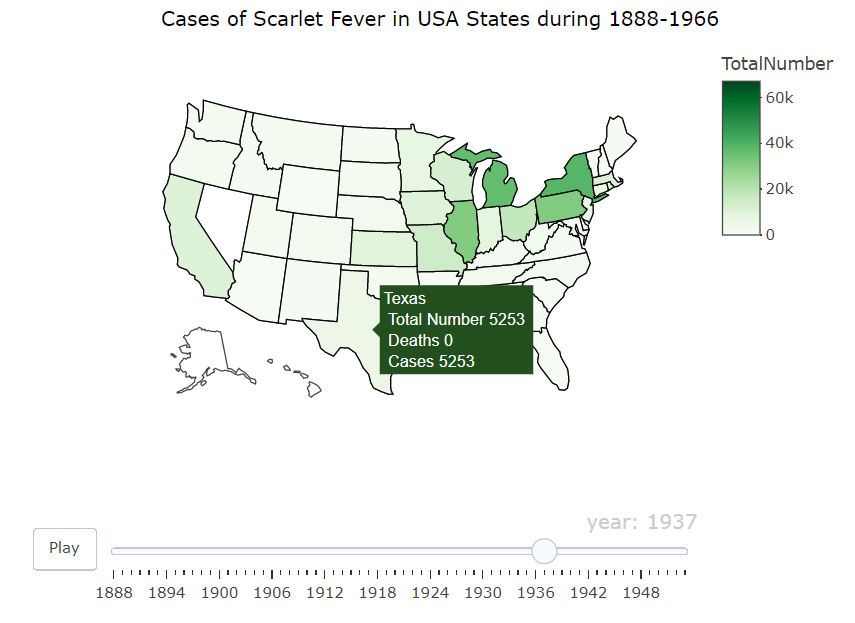 Cases of Scarlet Fever in USA States during 1888-1966
TotalNumber
60k
40k
20k
0
Texas
Total Number 5253
Deaths 0
Cases 5253
year: 1937
Play
1888 1894 1900 1906 1912 1918 1924 1930 1936 1942 1948